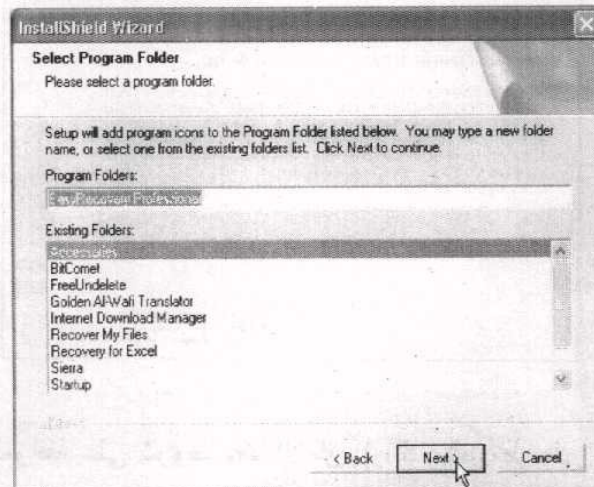 InstallShield Wizard
Select Program Folder
Please select a program folder.
Setup will add program icons to the Program Folder listed below. You may type a new folder
name, or select one from the existing folders list. Click Next to continue.
Program Folders:
EasyRecovery Professional
Existing Folders:
Accessories
BitComet
FreeUndelete
Golden Al-Wafi Translator
Internet Download Manager
Recover My Files
Recovery for Excel
Sierra
Startup
< Back
Next >
Cancel